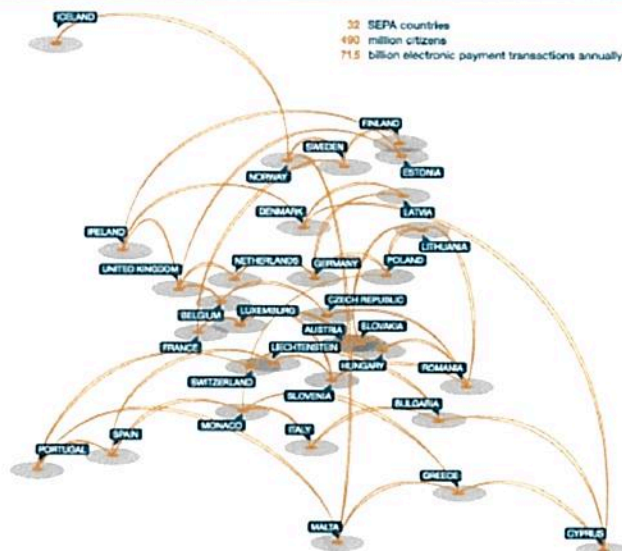 ICELAND
32 SEPA countries
490 million citizens
71.5 billion electronic payment transactions annually
FINLAND
SWEDEN
NORWAY
ESTONIA
DENMARK
LATVIA
IRELAND
LITHUANIA
UNITED KINGDOM
NETHERLANDS
GERMANY
POLAND
CZECH REPUBLIC
BELGIUM
LUXEMBURG
AUSTRIA
SLOVAKIA
FRANCE
LIECHTENSTEIN
HUNGARY
ROMANIA
SWITZERLAND
SLOVENIA
BULGARIA
MONACO
ITALY
SPAIN
PORTUGAL
GREECE
MALTA
CYPRUS